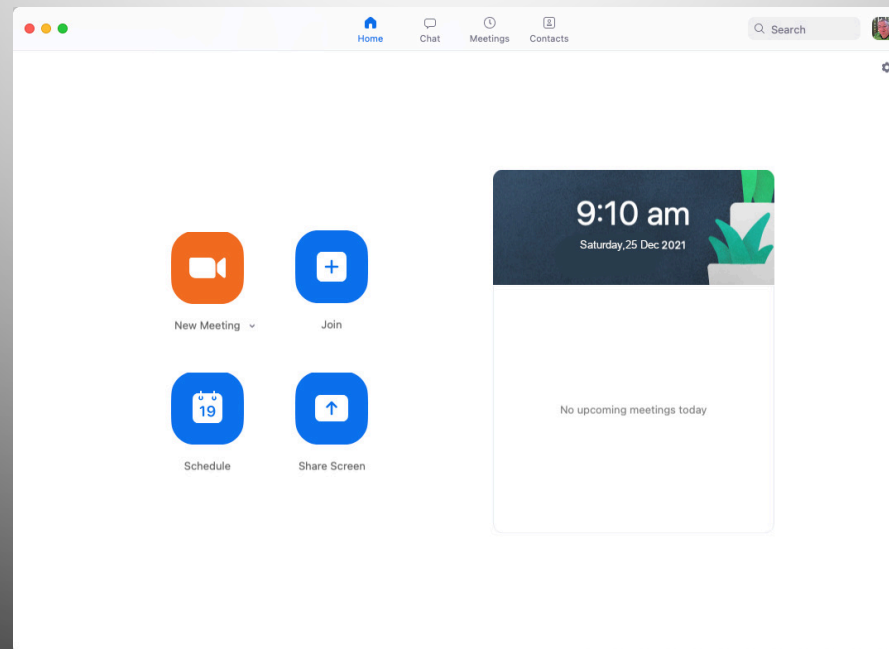 Home
Chat
Meetings
Contacts
Search
9:10 am
Saturday,25 Dec 2021
New Meeting
Join
19
Schedule
Share Screen
No upcoming meetings today